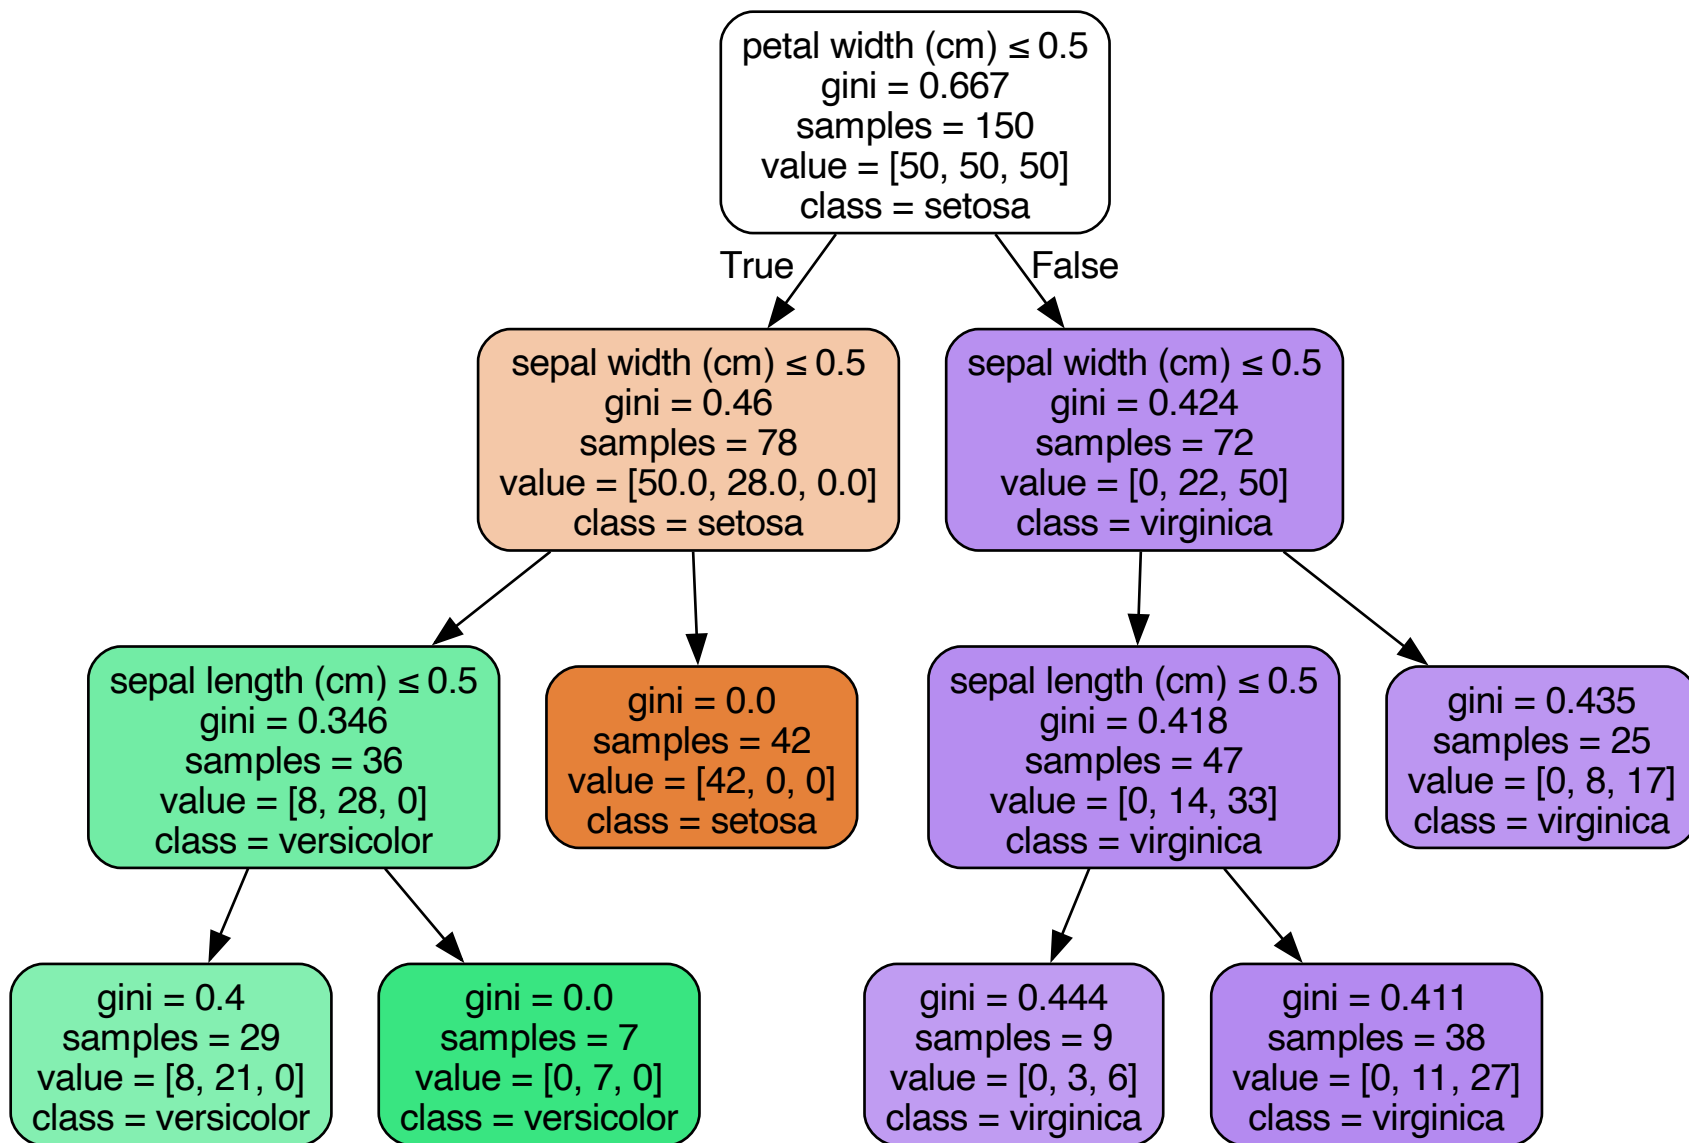 petal width (cm) ≤ 0.5
gini = 0.667
samples = 150
value = [50, 50, 50]
class = setosa
True
False
sepal width (cm) ≤ 0.5
gini = 0.46
samples = 78
value = [50.0, 28.0, 0.0]
class = setosa
sepal width (cm) ≤ 0.5
gini = 0.424
samples = 72
value = [0, 22, 50]
class = virginica
sepal length (cm) ≤ 0.5
gini = 0.346
samples = 36
value = [8, 28, 0]
class = versicolor
gini = 0.0
samples = 42
value = [42, 0, 0]
class = setosa
sepal length (cm) ≤ 0.5
gini = 0.418
samples = 47
value = [0, 14, 33]
class = virginica
gini = 0.435
samples = 25
value = [0, 8, 17]
class = virginica
gini = 0.4
samples = 29
value = [8, 21, 0]
class = versicolor
gini = 0.0
samples = 7
value = [0, 7, 0]
class = versicolor
gini = 0.444
samples = 9
value = [0, 3, 6]
class = virginica
gini = 0.411
samples = 38
value = [0, 11, 27]
class = virginica